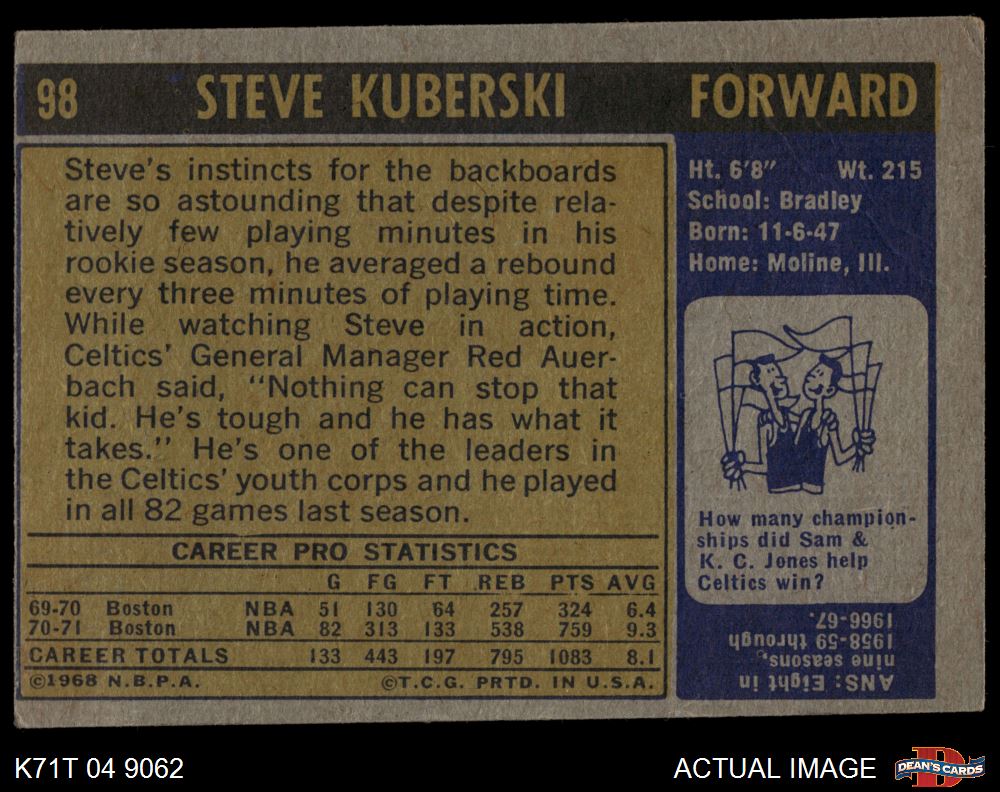 98 STEVE KUBERSKI FORWARD
Steve's instincts for the backboards
are so astounding that despite rela-
tively few playing minutes in his
rookie season, he averaged a rebound
every three minutes of playing time.
While watching Steve in action,
Celtics' General Manager Red Auer-
bach said, "Nothing can stop that
kid. He's tough and he has what it
takes." He's one of the leaders in
the Celtics' youth corps and he played
in all 82 games last season.
CAREER PRO STATISTICS
G FG FT REB PTS AVG
69-70 Boston NBA 51 130 64 257 324 6.4
70-71 Boston NBA 82 313 133 538 759 9.3
CAREER TOTALS 133 443 197 795 1083 8.1
©1968 N.B.P.A. ©T.C.G. PRTD. IN U.S.A.
Ht. 6'8" Wt. 215
School: Bradley
Born: 11-6-47
Home: Moline, Ill.
How many champion-
ships did Sam &
K. C. Jones help
Celtics win?
ANS: Eight in
nine seasons,
1958-59 through
1966-67.
K71T 04 9062
ACTUAL IMAGE
D
DEAN'S CARDS